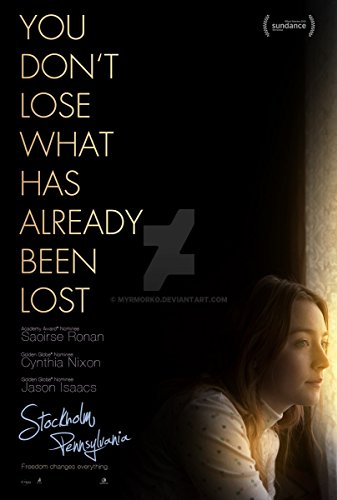 YOU
DON'T
LOSE
WHAT
HAS
ALREADY
BEEN
LOST
sundance
© MYRMORKO.DEVIANTART.COM
Academy Award® Nominee
Saoirse Ronan
Golden Globe® Nominee
Cynthia Nixon
Golden Globe® Nominee
Jason Isaacs
Stockholm,
Pennsylvania
Freedom changes everything